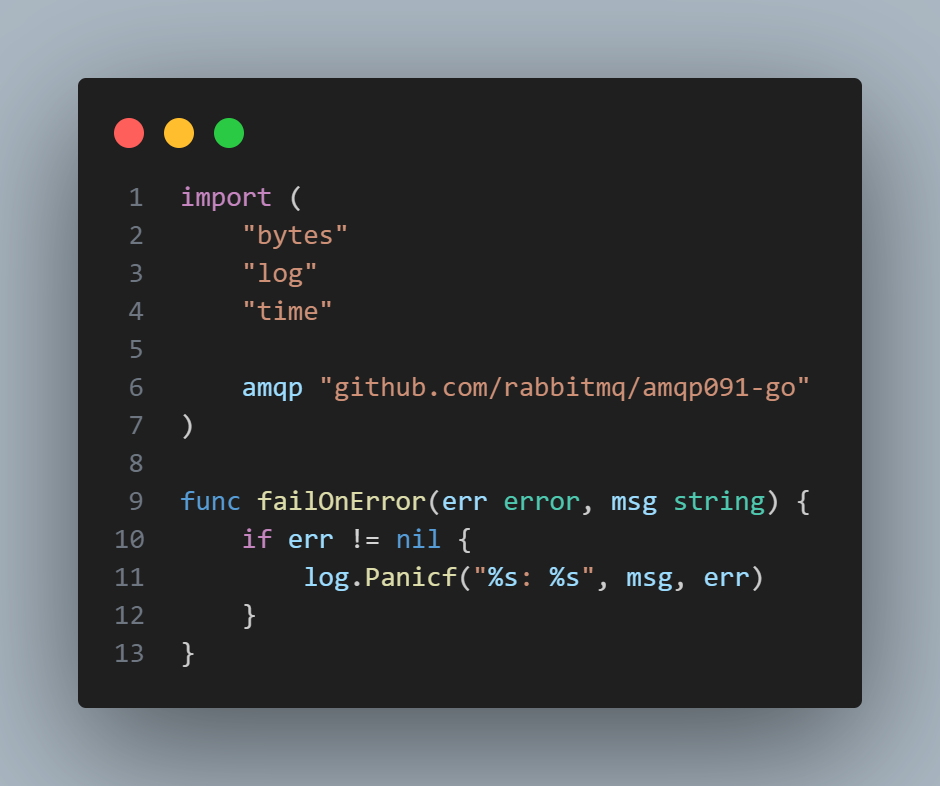 1 import (
2     "bytes"
3     "log"
4     "time"
5
6     amqp "github.com/rabbitmq/amqp091-go"
7 )
8
9 func failOnError(err error, msg string) {
10     if err != nil {
11         log.Panicf("%s: %s", msg, err)
12     }
13 }